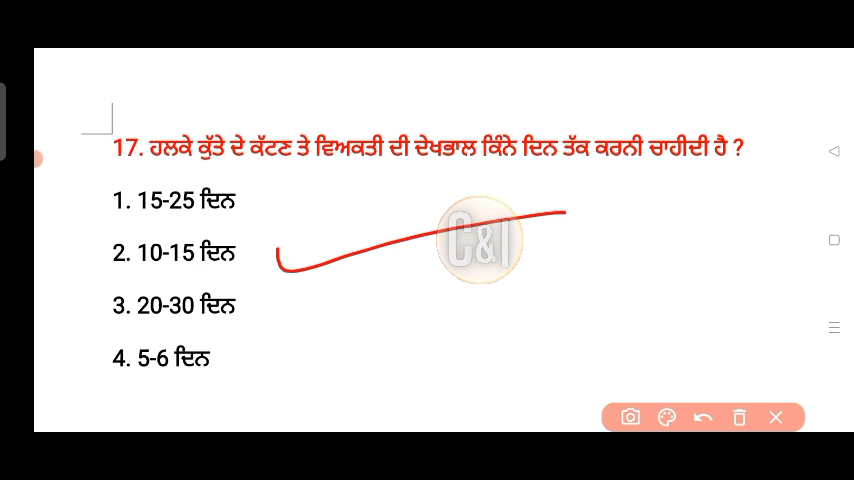 17. ਹਲਕੇ ਕੁੱਤੇ ਦੇ ਕੱਟਣ ਤੇ ਵਿਅਕਤੀ ਦੀ ਦੇਖਭਾਲ ਕਿੰਨੇ ਦਿਨ ਤੱਕ ਕਰਨੀ ਚਾਹੀਦੀ ਹੈ ?
1. 15-25 ਦਿਨ
C&I
2. 10-15 ਦਿਨ
3. 20-30 ਦਿਨ
4. 5-6 ਦਿਨ